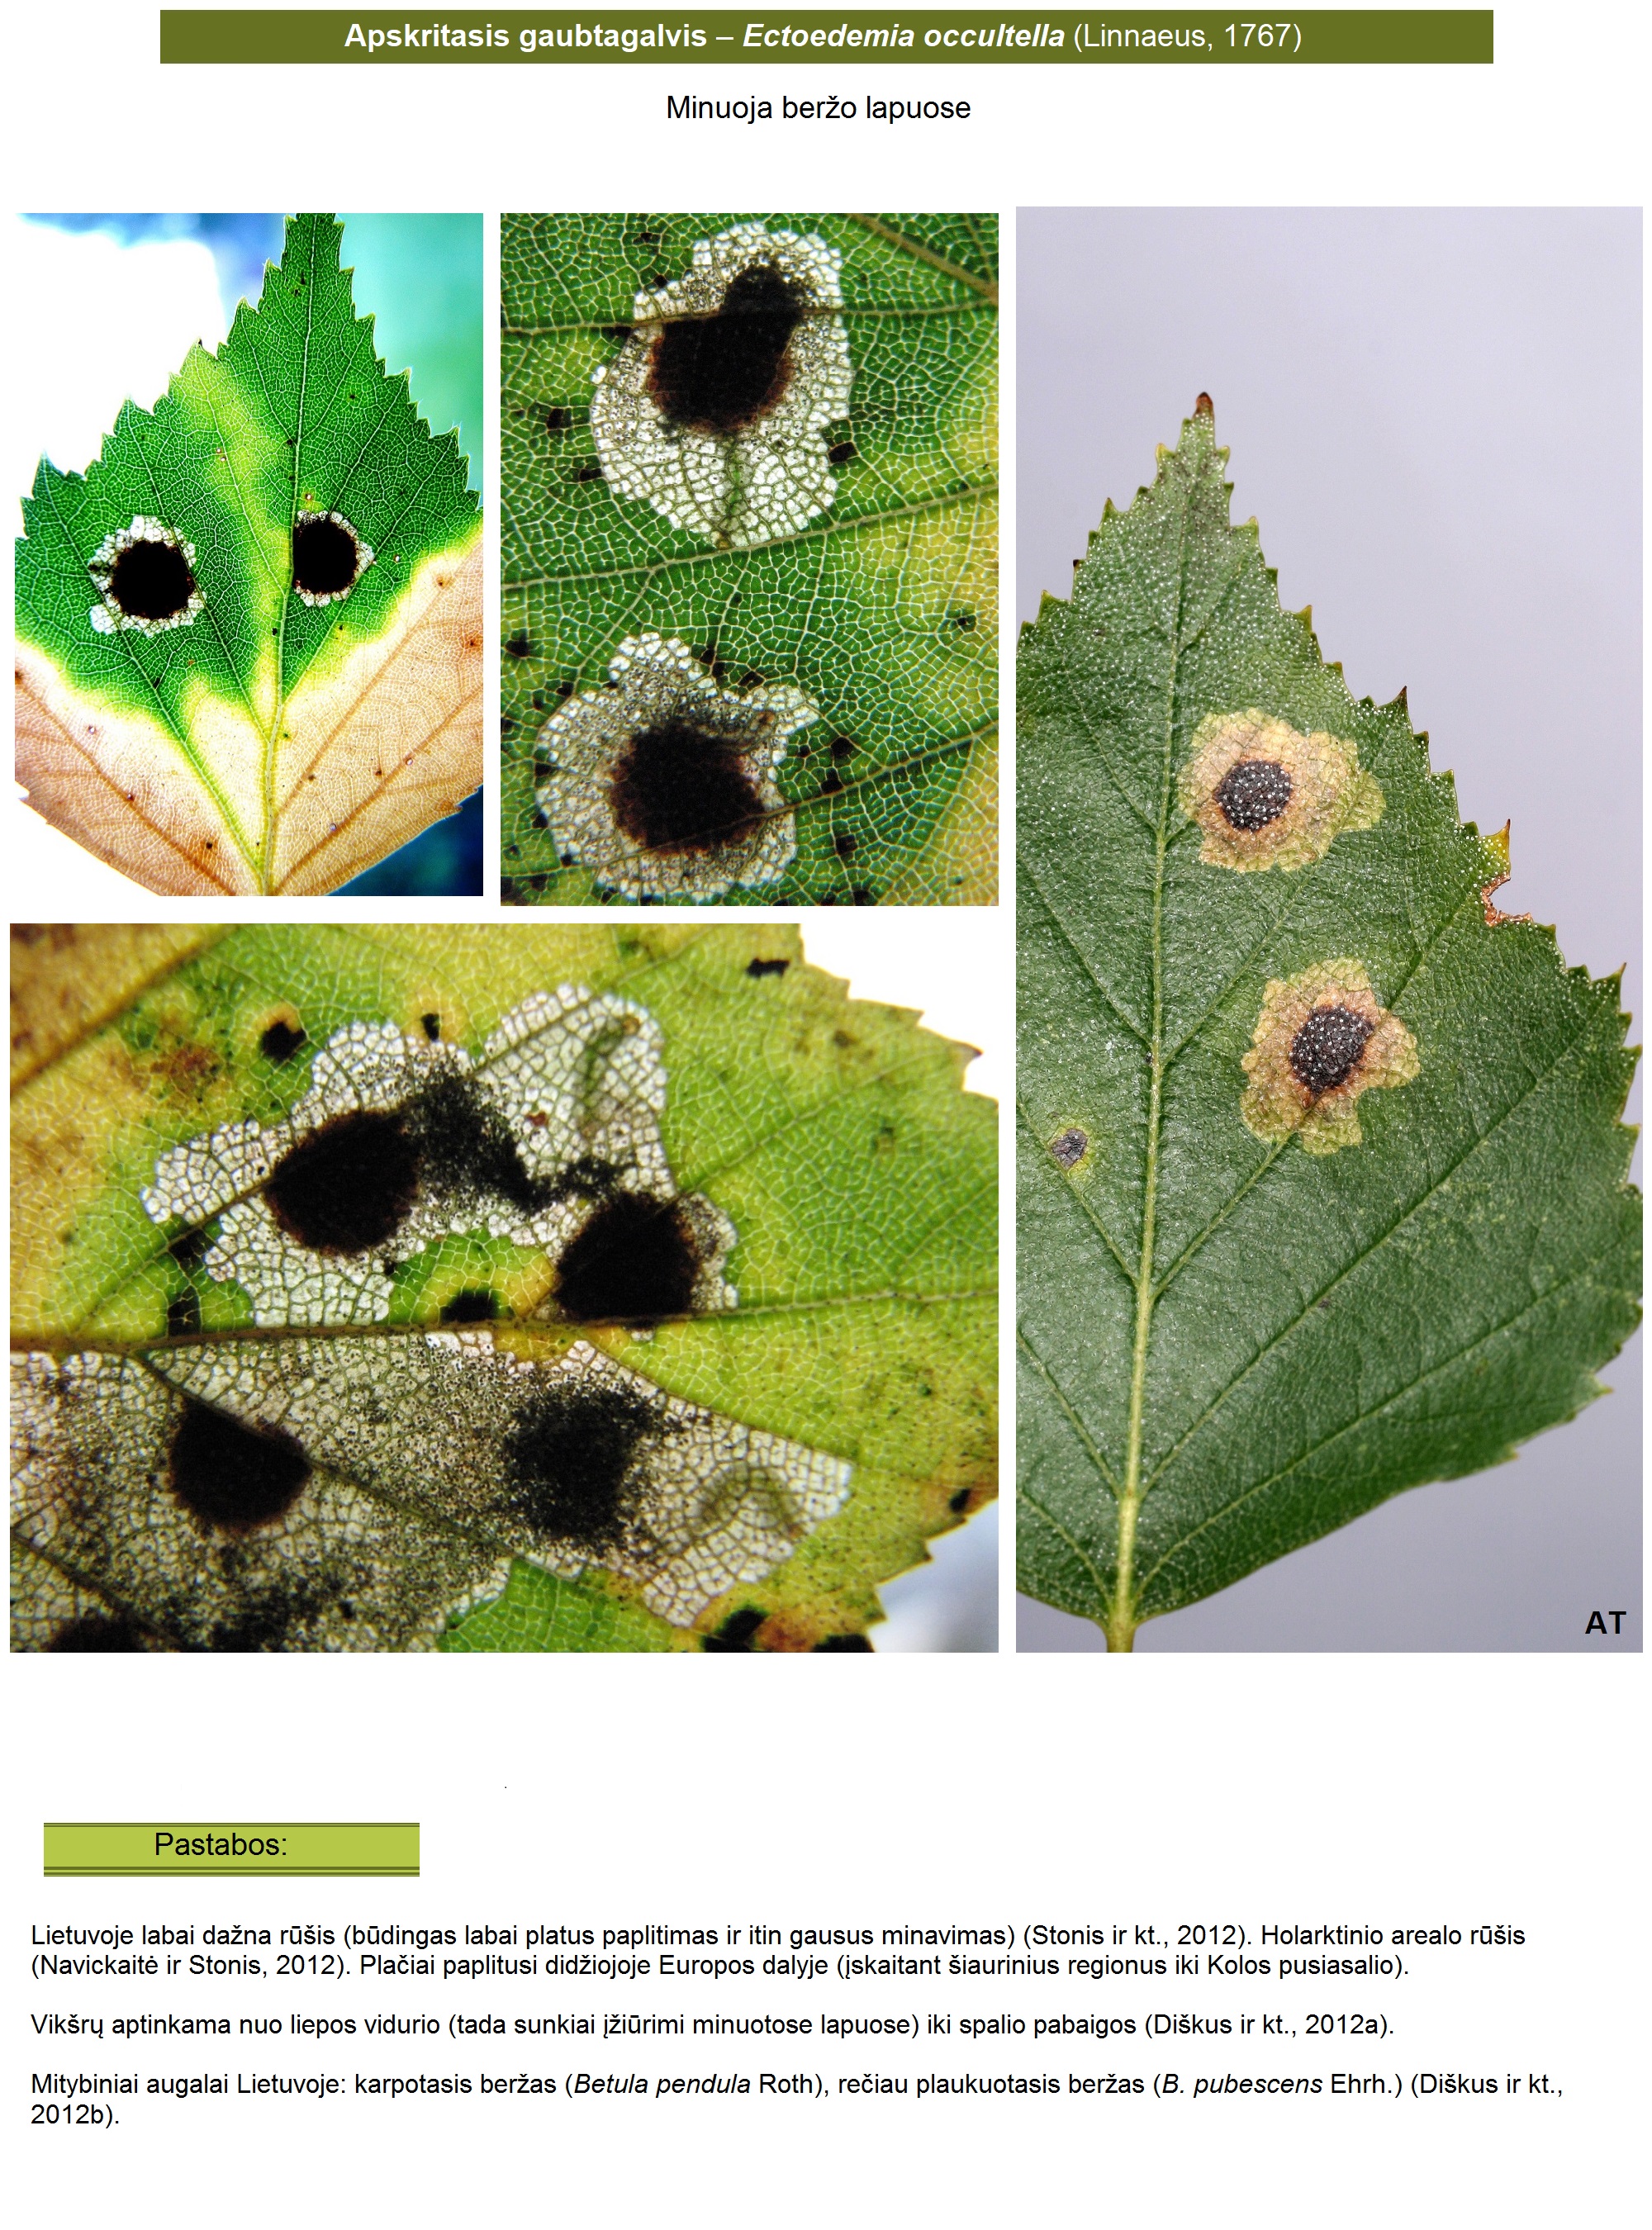 Apskritasis gaubtagalvis – Ectoedemia occultella (Linnaeus, 1767)
Minuoja beržo lapuose
AT
Pastabos:
Lietuvoje labai dažna rūšis (būdingas labai platus paplitimas ir itin gausus minavimas) (Stonis ir kt., 2012). Holarktinio arealo rūšis
(Navickaitė ir Stonis, 2012). Plačiai paplitusi didžiojoje Europos dalyje (įskaitant šiaurinius regionus iki Kolos pusiasalio).
Vikšrų aptinkama nuo liepos vidurio (tada sunkiai įžiūrimi minuotose lapuose) iki spalio pabaigos (Diškus ir kt., 2012a).
Mitybiniai augalai Lietuvoje: karpotasis beržas (Betula pendula Roth), rečiau plaukuotasis beržas (B. pubescens Ehrh.) (Diškus ir kt.,
2012b).